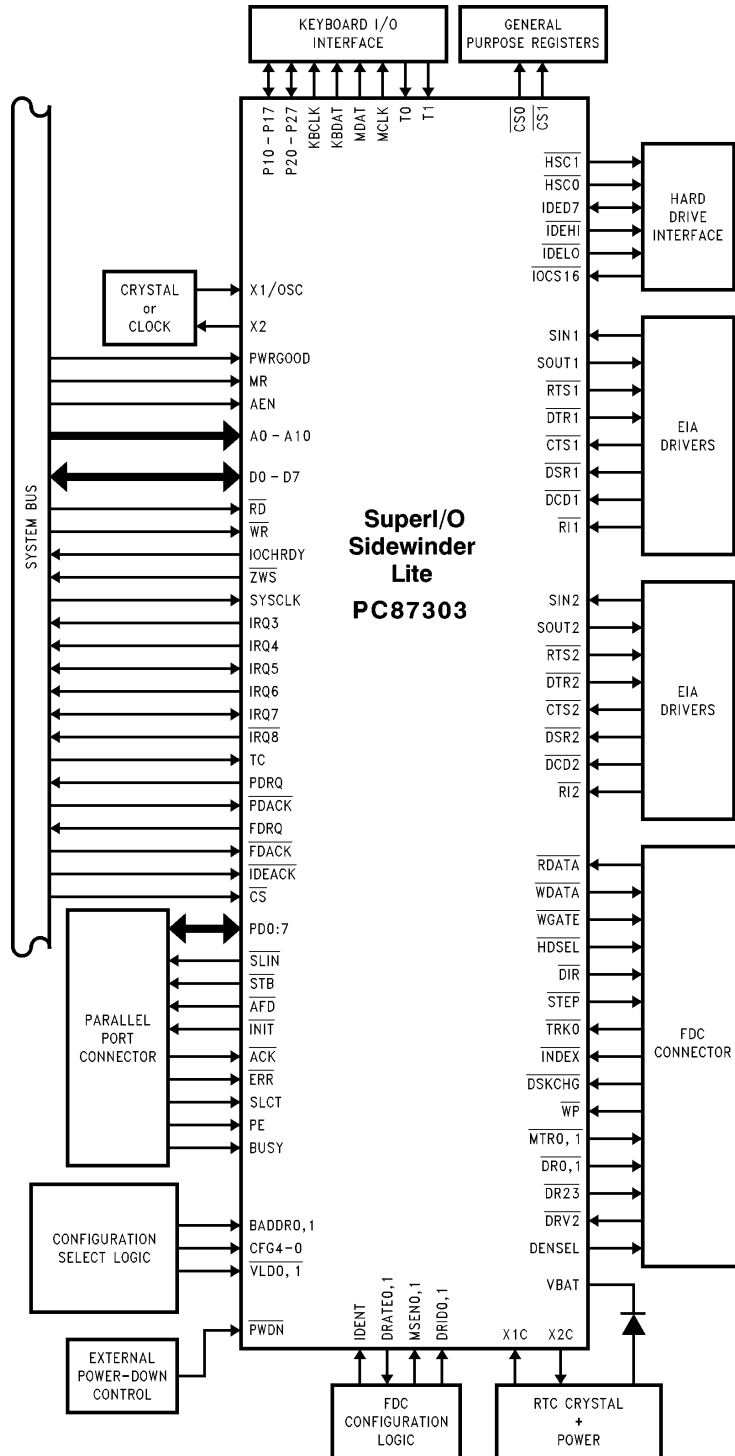 KEYBOARD I/O
INTERFACE
GENERAL
PURPOSE REGISTERS
P10-P17
P20-P27
KBCLK
KBDAT
MDAT
MCLK
T0
T1
CS0
CS1
HSC1
HSC0
IDED7
IDEHI
IDELO
IOCS16
HARD
DRIVE
INTERFACE
CRYSTAL
or
CLOCK
X1/OSC
X2
SYSTEM BUS
PWRGOOD
MR
AEN
A0-A10
D0-D7
RD
WR
IOCHRDY
ZWS
SYSCLK
IRQ3
IRQ4
IRQ5
IRQ6
IRQ7
IRQ8
TC
PDRQ
PDACK
FDRQ
FDACK
IDEACK
CS
SuperI/O
Sidewinder
Lite
PC87303
SIN1
SOUT1
RTS1
DTR1
CTS1
DSR1
DCD1
RI1
EIA
DRIVERS
SIN2
SOUT2
RTS2
DTR2
CTS2
DSR2
DCD2
RI2
EIA
DRIVERS
PARALLEL
PORT
CONNECTOR
PD0:7
SLIN
STB
AFD
INIT
ACK
ERR
SLCT
PE
BUSY
RDATA
WDATA
WGATE
HDSEL
DIR
STEP
TRK0
INDEX
DSKCHG
WP
MTR0,1
DR0,1
DR23
DRV2
DENSEL
FDC
CONNECTOR
CONFIGURATION
SELECT LOGIC
BADDR0,1
CFG4-0
VLD0,1
EXTERNAL
POWER-DOWN
CONTROL
PWDN
IDENT
DRATE0,1
MSEN0,1
DRID0,1
FDC
CONFIGURATION
LOGIC
VBAT
X1C
X2C
RTC CRYSTAL
+
POWER